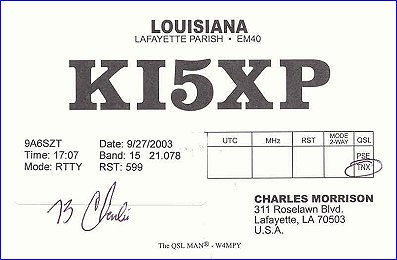 LOUISIANA
LAFAYETTE PARISH • EM40
KI5XP
9A6SZT Date: 9/27/2003
Time: 17:07 Band: 15 21.078
Mode: RTTY RST: 599
UTC MHz RST MODE 2-WAY QSL
PSE
TNX
73 Charlie
CHARLES MORRISON
311 Roselawn Blvd.
Lafayette, LA 70503
U.S.A.
The QSL MAN® - W4MPY